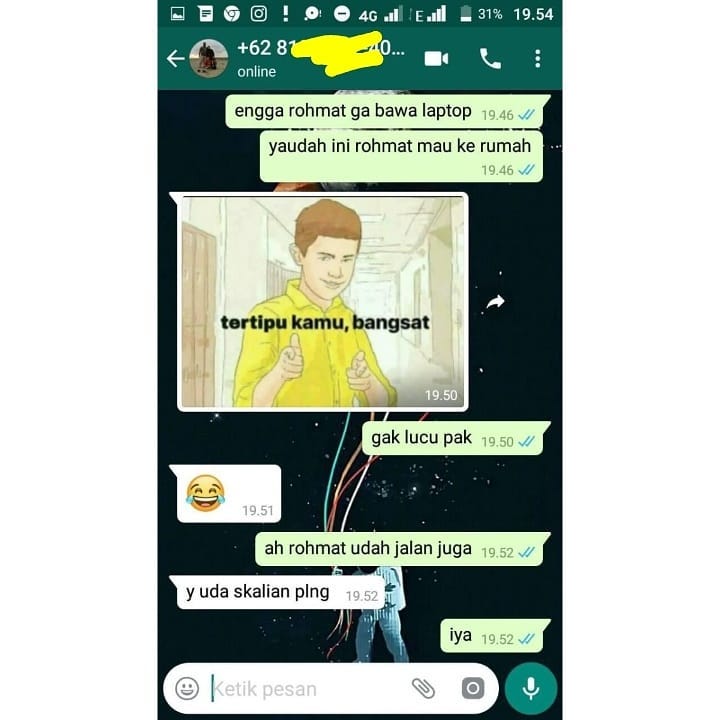 4G E 31% 19.54
+62 81 40...
online
engga rohmat ga bawa laptop 19.46
yaudah ini rohmat mau ke rumah
19.46
tertipu kamu, bangsat
19.50
gak lucu pak 19.50
19.51
ah rohmat udah jalan juga 19.52
y uda skalian plng 19.52
iya 19.52
Ketik pesan